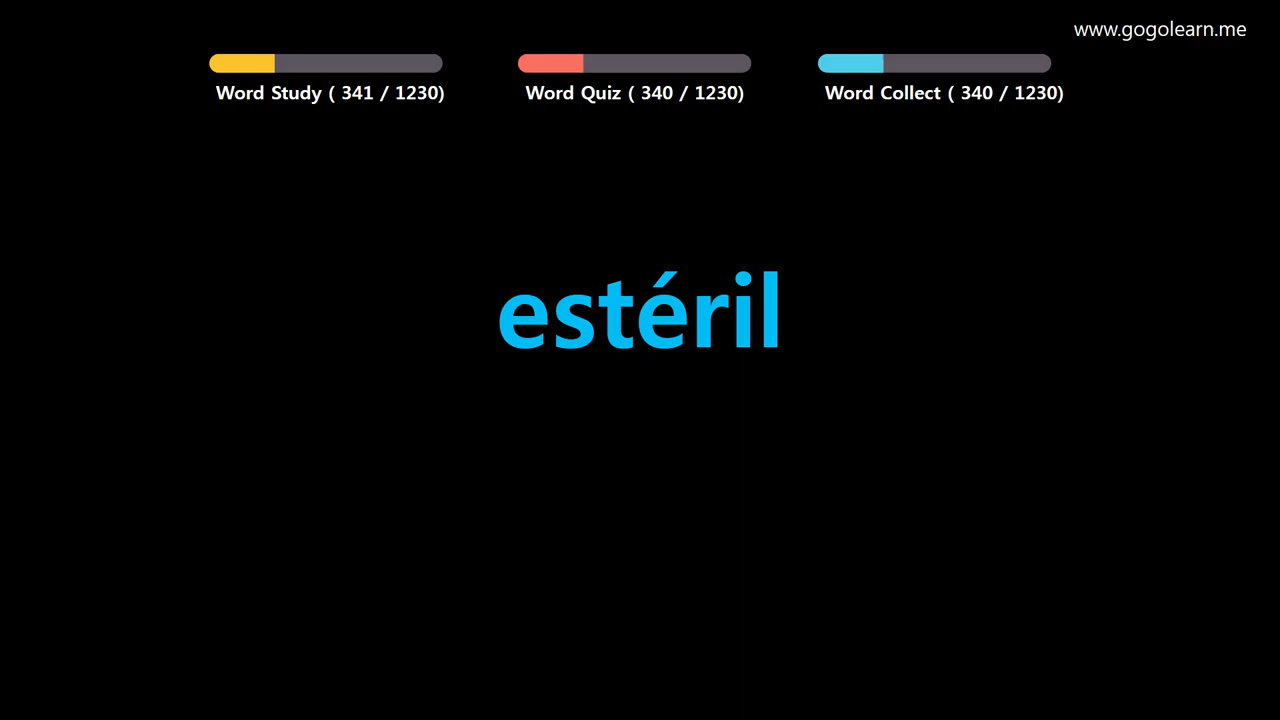 www.gogolearn.me
Word Study ( 341 / 1230)
Word Quiz ( 340 / 1230)
Word Collect ( 340 / 1230)
estéril